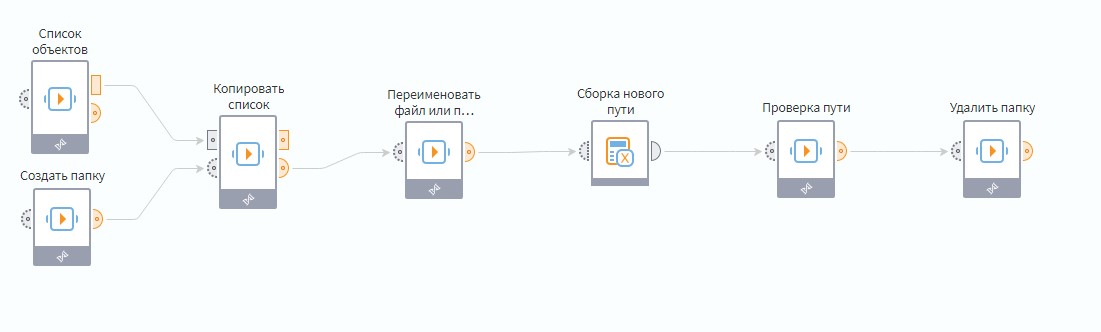 Список
объектов
Создать папку
Копировать
список
Переименовать
файл или п...
Сборка нового
пути
Проверка пути
Удалить папку